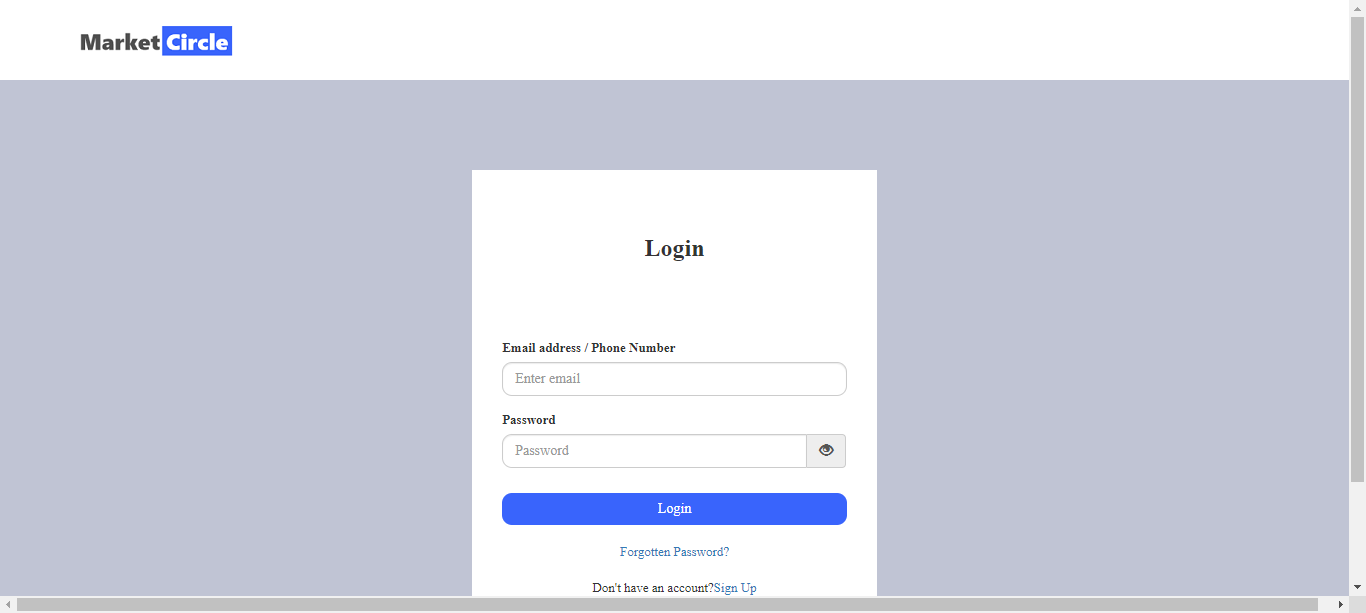 Market Circle
Login
Email address / Phone Number
Enter email
Password
Password
Login
Forgotten Password?
Don't have an account?Sign Up